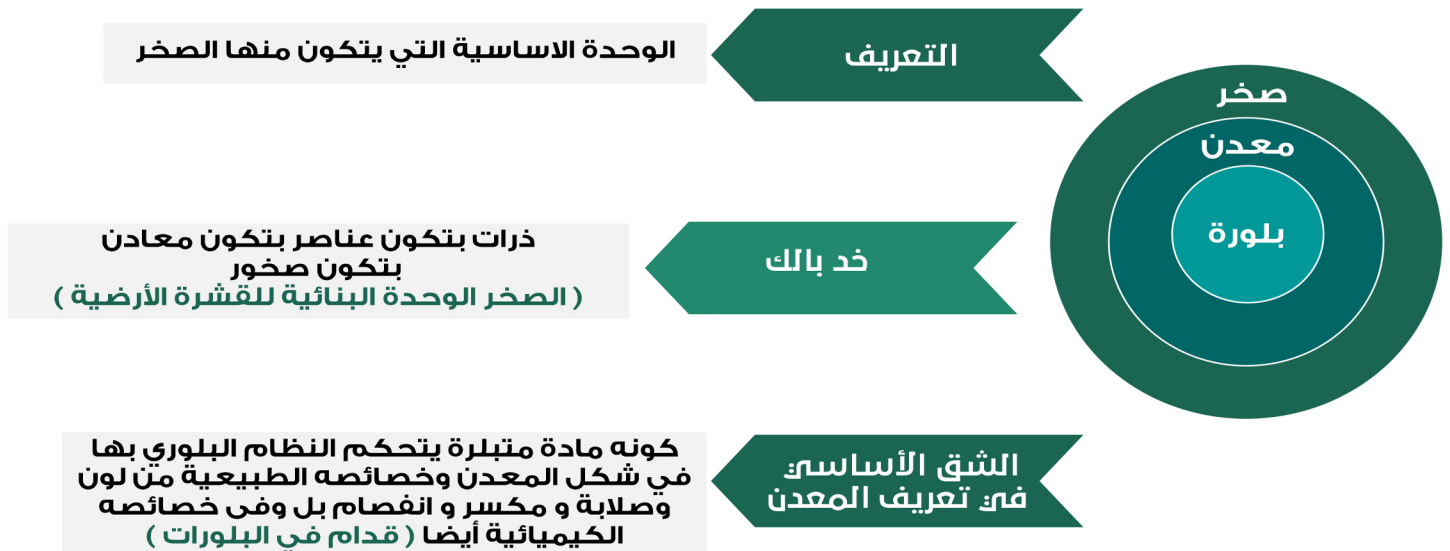 التعريف
الوحدة الاساسية التي يتكون منها الصخر
صخر
معدن
بلورة
خد بالك
ذرات بتكون عناصر بتكون معادن
بتكون صخور
( الصخر الوحدة البنائية للقشرة الأرضية )
الشق الأساسي
في تعريف المعدن
كونه مادة متبلرة يتحكم النظام البلوري بها
في شكل المعدن وخصائصه الطبيعية من لون
وصلابة و مكسر و انفصام بل وفى خصائصه
الكيميائية أيضا ( قدام في البلورات )